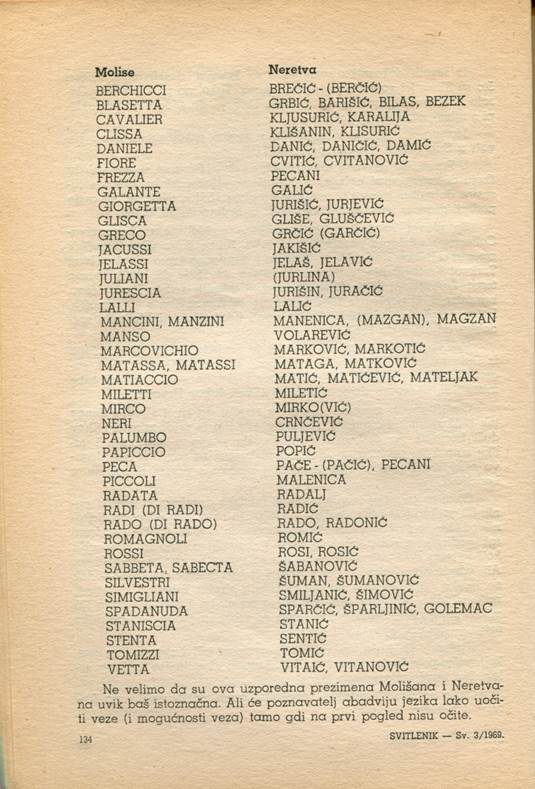 Molise Neretva
BERCHICCI BREČIĆ - (BERČIĆ)
BLASETTA GRBIĆ, BARIŠIĆ, BILAS, BEZEK
CAVALIER KLJUSURIĆ, KARALIJA
CLISSA KLIŠANIN, KLISURIĆ
DANIELE DANIĆ, DANIČIĆ, DAMIĆ
FIORE CVITIĆ, CVITANOVIĆ
FREZZA PECANI
GALANTE GALIĆ
GIORGETTA JURIŠIĆ, JURJEVIĆ
GLISCA GLIŠE, GLUŠČEVIĆ
GRECO GRČIĆ (GARČIĆ)
JACUSSI JAKIŠIĆ
JELASSI JELAŠ, JELAVIĆ
JULIANI (JURLINA)
JURESCIA JURIŠIN, JURAČIĆ
LALLI LALIĆ
MANCINI, MANZINI MANENICA, (MAZGAN), MAGZAN
MANSO VOLAREVIĆ
MARCOVICHIO MARKOVIĆ, MARKOTIĆ
MATASSA, MATASSI MATAGA, MATKOVIĆ
MATIACCIO MATIĆ, MATIĆEVIĆ, MATELJAK
MILETTI MILETIĆ
MIRCO MIRKO(VIĆ)
NERI CRNČEVIĆ
PALUMBO PULJEVIĆ
PAPICCIO POPIĆ
PECA PAČE - (PAČIĆ), PECANI
PICCOLI MALENICA
RADATA RADALJ
RADI (DI RADI) RADIĆ
RADO (DI RADO) RADO, RADONIĆ
ROMAGNOLI ROMIĆ
ROSSI ROSI, ROSIĆ
SABBETA, SABECTA ŠABANOVIĆ
SILVESTRI ŠUMAN, ŠUMANOVIĆ
SIMIGLIANI SMILJANIĆ, ŠIMOVIĆ
SPADANUDA SPARČIĆ, ŠPARLJINIĆ, GOLEMAC
STANISCIA STANIĆ
STENTA SENTIĆ
TOMIZZI TOMIĆ
VETTA VITAIĆ, VITANOVIĆ
Ne velimo da su ova uzporedna prezimena Molišana i Neretva-
na uvik baš istoznačna. Ali će poznavatelj abadviju jezika lako uoči-
ti veze (i mogućnosti veza) tamo gdi na prvi pogled nisu očite.
134 SVITLENIK — Sv. 3/1969.